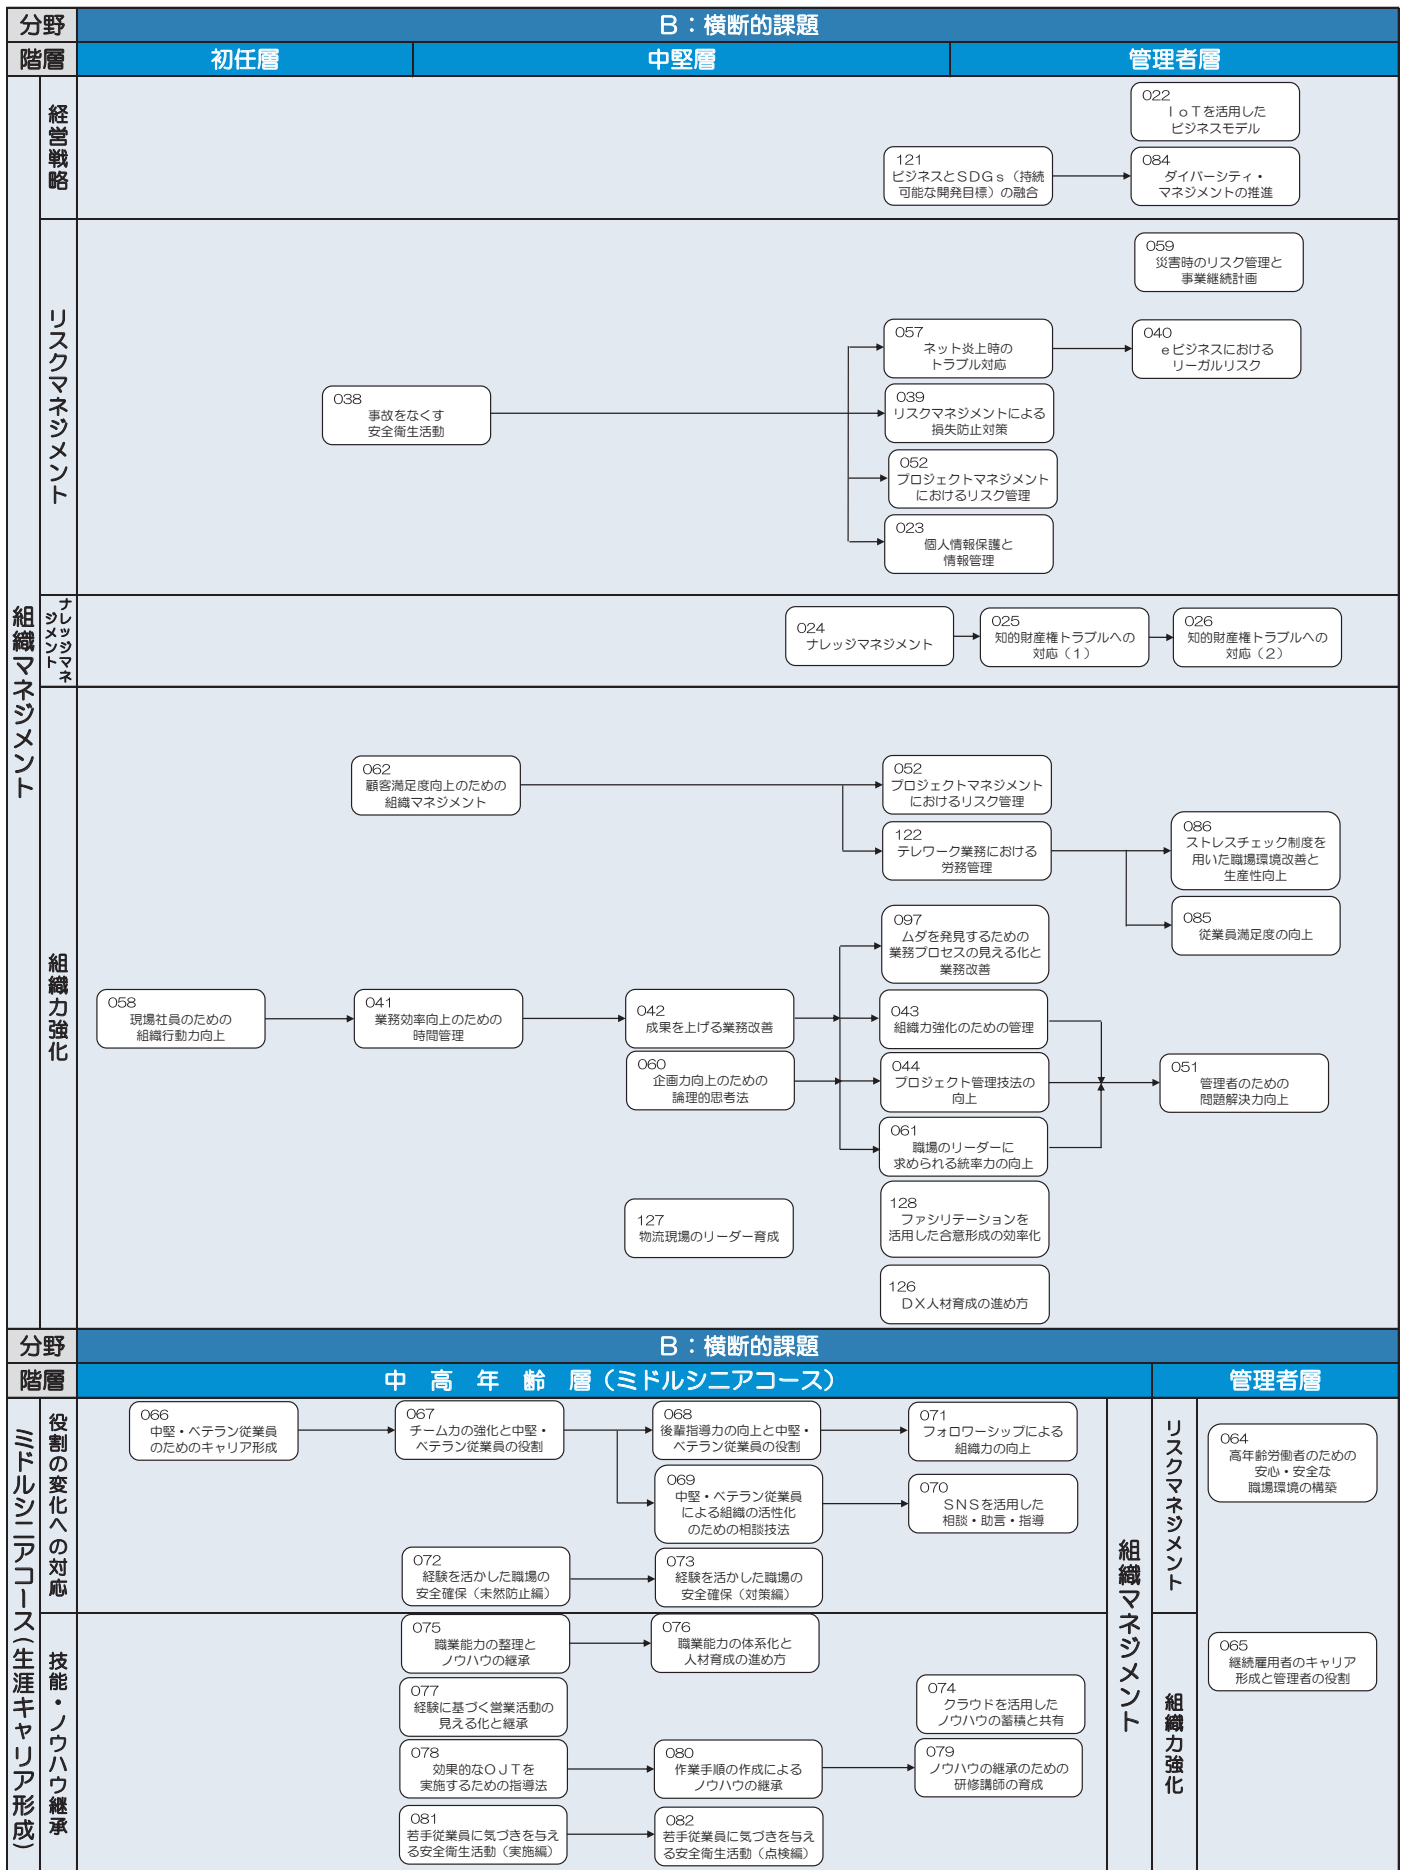 分野
B：横断的課題
階層
初任層
中堅層
管理者層
組織マネジメント
経営戦略
022
ＩｏＴを活用した
ビジネスモデル
121
ビジネスとＳＤＧｓ（持続
可能な開発目標）の融合
084
ダイバーシティ・
マネジメントの推進
リスクマネジメント
059
災害時のリスク管理と
事業継続計画
057
ネット炎上時の
トラブル対応
040
ｅビジネスにおける
リーガルリスク
038
事故をなくす
安全衛生活動
039
リスクマネジメントによる
損失防止対策
052
プロジェクトマネジメント
におけるリスク管理
023
個人情報保護と
情報管理
ナレッジマネ
ジメント
024
ナレッジマネジメント
025
知的財産権トラブルへの
対応（１）
026
知的財産権トラブルへの
対応（２）
組織力強化
062
顧客満足度向上のための
組織マネジメント
052
プロジェクトマネジメント
におけるリスク管理
122
テレワーク業務における
労務管理
086
ストレスチェック制度を
用いた職場環境改善と
生産性向上
085
従業員満足度の向上
097
ムダを発見するための
業務プロセスの見える化と
業務改善
058
現場社員のための
組織行動力向上
041
業務効率向上のための
時間管理
042
成果を上げる業務改善
043
組織力強化のための管理
060
企画力向上のための
論理的思考法
044
プロジェクト管理技法の
向上
051
管理者のための
問題解決力向上
061
職場のリーダーに
求められる統率力の向上
127
物流現場のリーダー育成
128
ファシリテーションを
活用した合意形成の効率化
126
ＤＸ人材育成の進め方
分野
B：横断的課題
階層
中高年齢層（ミドルシニアコース）
管理者層
ミドルシニアコース（生涯キャリア形成）
役割の変化への対応
066
中堅・ベテラン従業員
のためのキャリア形成
067
チーム力の強化と中堅・
ベテラン従業員の役割
068
後輩指導力の向上と中堅・
ベテラン従業員の役割
071
フォロワーシップによる
組織力の向上
069
中堅・ベテラン従業員
による組織の活性化
のための相談技法
070
ＳＮＳを活用した
相談・助言・指導
072
経験を活かした職場の
安全確保（未然防止編）
073
経験を活かした職場の
安全確保（対策編）
組織マネジメント
リスクマネジメント
064
高年齢労働者のための
安心・安全な
職場環境の構築
技能・ノウハウ継承
075
職業能力の整理と
ノウハウの継承
076
職業能力の体系化と
人材育成の進め方
077
経験に基づく営業活動の
見える化と継承
074
クラウドを活用した
ノウハウの蓄積と共有
078
効果的なＯＪＴを
実施するための指導法
080
作業手順の作成による
ノウハウの継承
079
ノウハウの継承のための
研修講師の育成
081
若手従業員に気づきを与え
る安全衛生活動（実施編）
082
若手従業員に気づきを与え
る安全衛生活動（点検編）
組織力強化
065
継続雇用者のキャリア
形成と管理者の役割